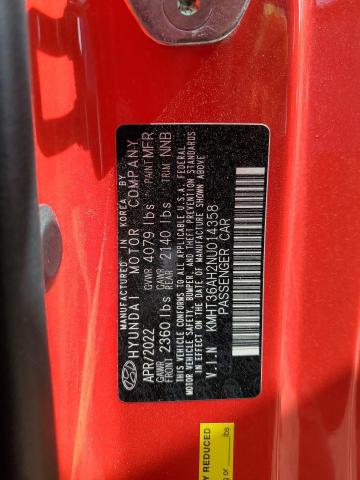 MANUFACTURED IN KOREA BY
HYUNDAI MOTOR COMPANY
APR/2022 GVWR 4079 lbs PAINT MFR
GAWR FRONT 2360 lbs GAWR REAR 2140 lbs TRIM NNB
THIS VEHICLE CONFORMS TO ALL APPLICABLE U.S.A. FEDERAL
MOTOR VEHICLE SAFETY, BUMPER, AND THEFT PREVENTION
STANDARDS IN EFFECT ON THE DATE OF MANUFACTURE SHOWN ABOVE
V.I.N KMHT36AH2NU014358
PASSENGER CAR
Y REDUCED
lbs